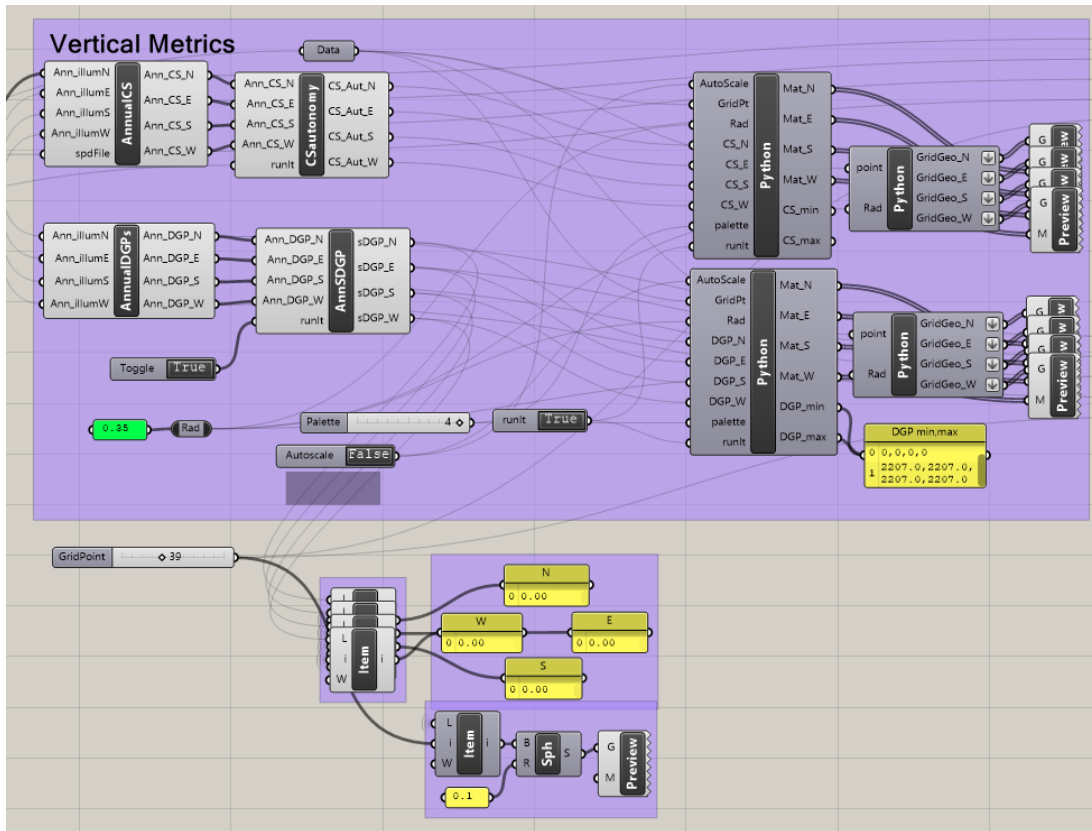 Vertical Metrics
Data
Ann_illumN
Ann_illumE
Ann_illumS
Ann_illumW
spdFile
AnnualCS
Ann_CS_N
Ann_CS_E
Ann_CS_S
Ann_CS_W
Ann_CS_N
Ann_CS_E
Ann_CS_S
Ann_CS_W
runIt
CSautonomy
CS_Aut_N
CS_Aut_E
CS_Aut_S
CS_Aut_W
AutoScale
GridPt
Rad
CS_N
CS_E
CS_S
CS_W
palette
runIt
Python
Mat_N
Mat_E
Mat_S
Mat_W
CS_min
CS_max
point
Rad
Python
GridGeo_N
GridGeo_E
GridGeo_S
GridGeo_W
G
G
G
G
M
Preview
Ann_illumN
Ann_illumE
Ann_illumS
Ann_illumW
AnnualDGPs
Ann_DGP_N
Ann_DGP_E
Ann_DGP_S
Ann_DGP_W
Ann_DGP_N
Ann_DGP_E
Ann_DGP_S
Ann_DGP_W
runIt
AnnSDGP
sDGP_N
sDGP_E
sDGP_S
sDGP_W
AutoScale
GridPt
Rad
DGP_N
DGP_E
DGP_S
DGP_W
palette
runIt
Python
Mat_N
Mat_E
Mat_S
Mat_W
DGP_min
DGP_max
point
Rad
Python
GridGeo_N
GridGeo_E
GridGeo_S
GridGeo_W
G
G
G
G
M
Preview
Toggle True
0.35
Rad
Palette 4
runIt True
Autoscale False
DGP min,max
0 0,0,0,0
1 2207.0,2207.0,
2207.0,2207.0
GridPoint 39
L
i
W
Item
i
N
0 0.00
W
0 0.00
E
0 0.00
S
0 0.00
L
i
W
Item
i
B
R
Sph
S
G
M
Preview
0.1